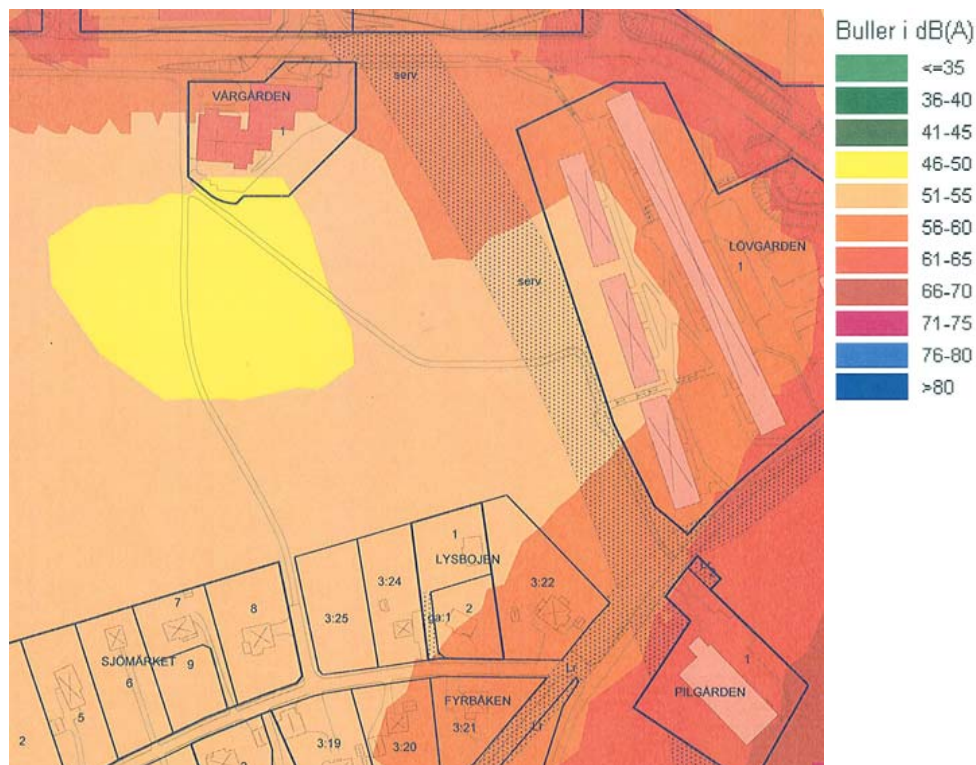 Buller i dB(A)
<=35
36-40
41-45
46-50
51-55
56-60
61-65
66-70
71-75
76-80
>80
serv
VÅRGÅRDEN
1
LÖVGÅRDEN
1
serv
1
LYSBOJEN
3:24
3:22
3:25
2
ga:1
7
8
SJÖMÄRKET
9
6
5
2
Lr
1
PILGÅRDEN
FYRBÅKEN
3:21
Lr
3:19
3:20